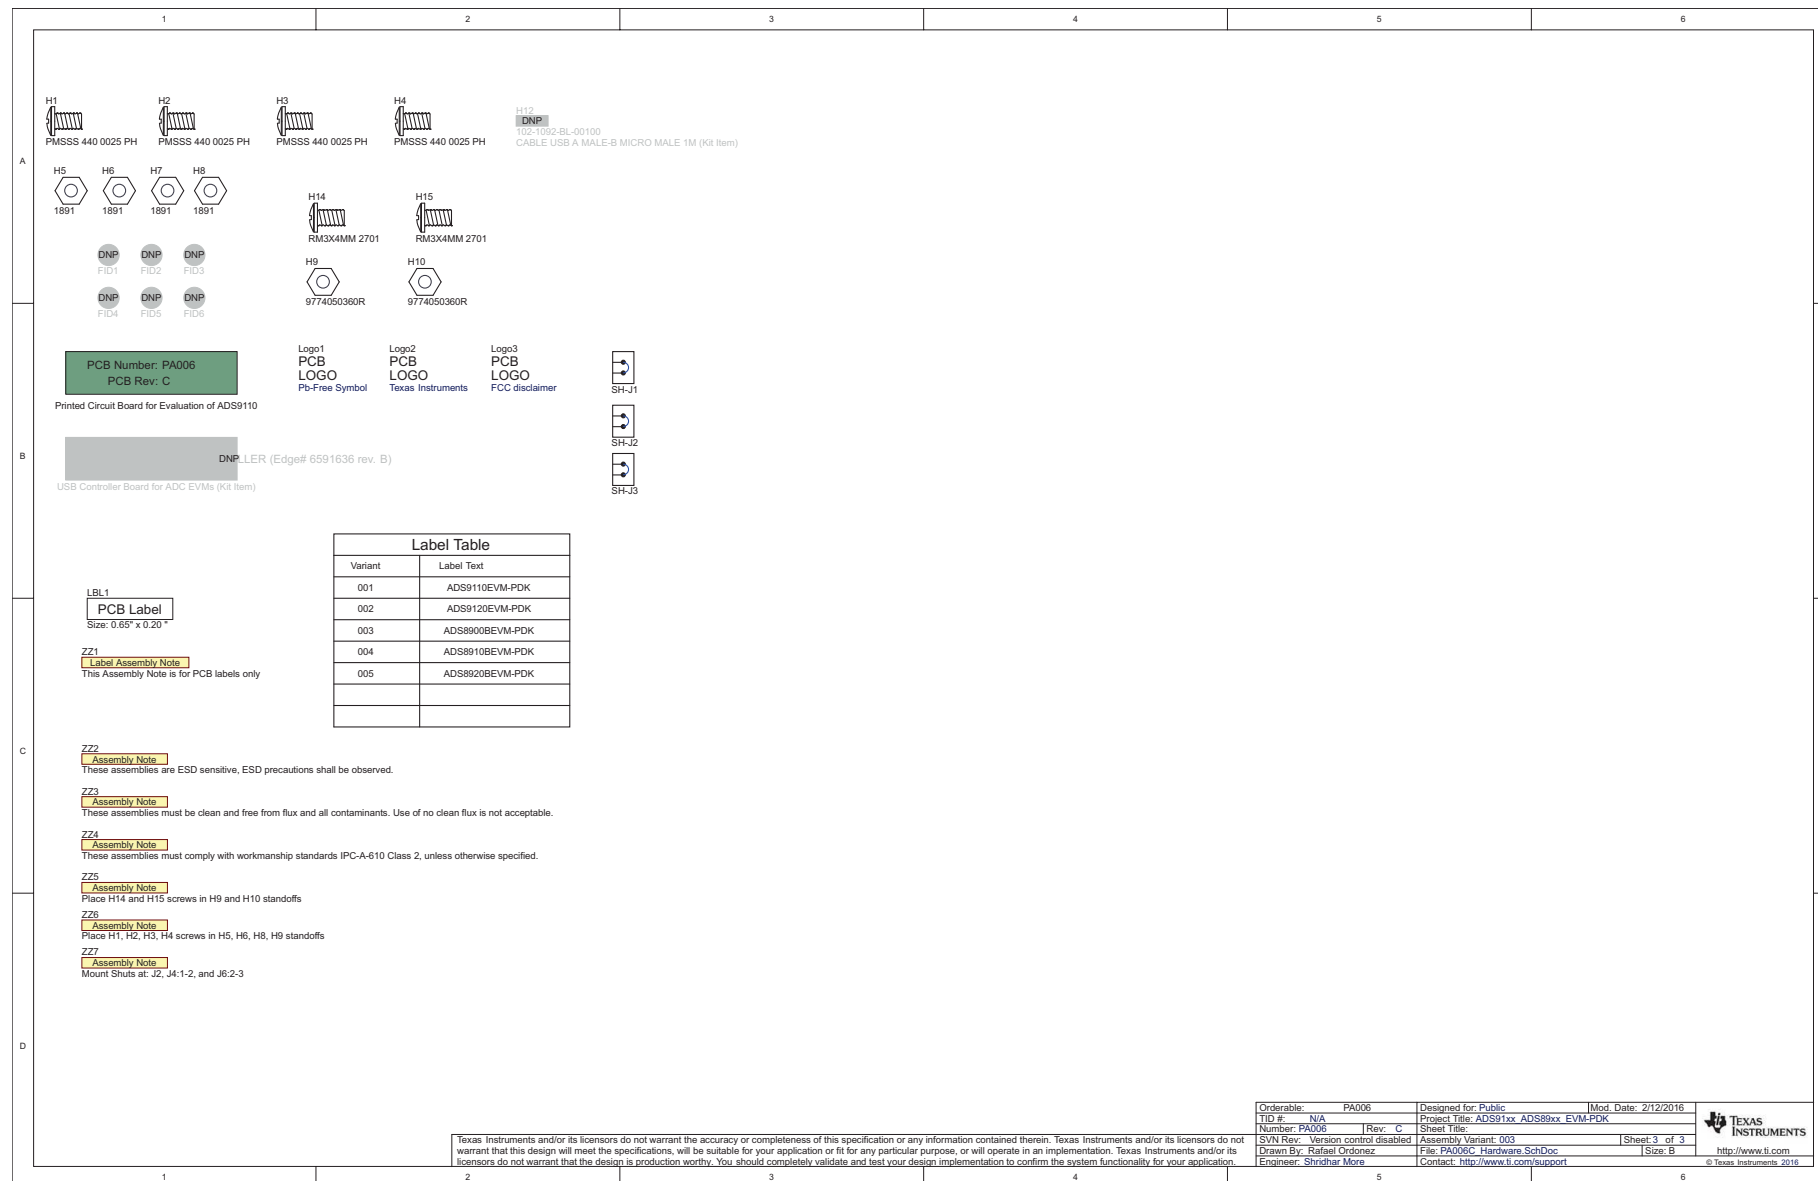 1 2 3 4 5 6
H1 H2 H3 H4
PMSSS 440 0025 PH PMSSS 440 0025 PH PMSSS 440 0025 PH PMSSS 440 0025 PH
H12
DNP
102-1092-BL-00100
CABLE USB A MALE-B MICRO MALE 1M (Kit Item)
A
H5 H6 H7 H8
1891 1891 1891 1891
H14 H15
RM3X4MM 2701 RM3X4MM 2701
DNP DNP DNP
FID1 FID2 FID3
H9 H10
9774050360R 9774050360R
DNP DNP DNP
FID4 FID5 FID6
PCB Number: PA006
PCB Rev: C
Printed Circuit Board for Evaluation of ADS9110
Logo1 Logo2 Logo3
PCB PCB PCB
LOGO LOGO LOGO
Pb-Free Symbol Texas Instruments FCC disclaimer
SH-J1
SH-J2
SH-J3
B
DNP LLER (Edge# 6591636 rev. B)
USB Controller Board for ADC EVMs (Kit Item)
Label Table
Variant Label Text
001 ADS9110EVM-PDK
002 ADS9120EVM-PDK
003 ADS8900BEVM-PDK
004 ADS8910BEVM-PDK
005 ADS8920BEVM-PDK
LBL1
PCB Label
Size: 0.65" x 0.20 "
ZZ1
Label Assembly Note
This Assembly Note is for PCB labels only
C
ZZ2
Assembly Note
These assemblies are ESD sensitive, ESD precautions shall be observed.
ZZ3
Assembly Note
These assemblies must be clean and free from flux and all contaminants. Use of no clean flux is not acceptable.
ZZ4
Assembly Note
These assemblies must comply with workmanship standards IPC-A-610 Class 2, unless otherwise specified.
ZZ5
Assembly Note
Place H14 and H15 screws in H9 and H10 standoffs
ZZ6
Assembly Note
Place H1, H2, H3, H4 screws in H5, H6, H8, H9 standoffs
ZZ7
Assembly Note
Mount Shuts at: J2, J4:1-2, and J6:2-3
D
Texas Instruments and/or its licensors do not warrant the accuracy or completeness of this specification or any information contained therein. Texas Instruments and/or its licensors do not
warrant that this design will meet the specifications, will be suitable for your application or fit for any particular purpose, or will operate in an implementation. Texas Instruments and/or its
licensors do not warrant that the design is production worthy. You should completely validate and test your design implementation to confirm the system functionality for your application.
Orderable: PA006 Designed for: Public Mod. Date: 2/12/2016
TID #: N/A Project Title: ADS91xx_ADS89xx_EVM-PDK
Number: PA006 Rev: C Sheet Title:
SVN Rev: Version control disabled Assembly Variant: 003 Sheet: 3 of 3
Drawn By: Rafael Ordonez File: PA006C_Hardware.SchDoc Size: B
Engineer: Shridhar More Contact: http://www.ti.com/support
TEXAS
INSTRUMENTS
http://www.ti.com
© Texas Instruments 2016
1 2 3 4 5 6